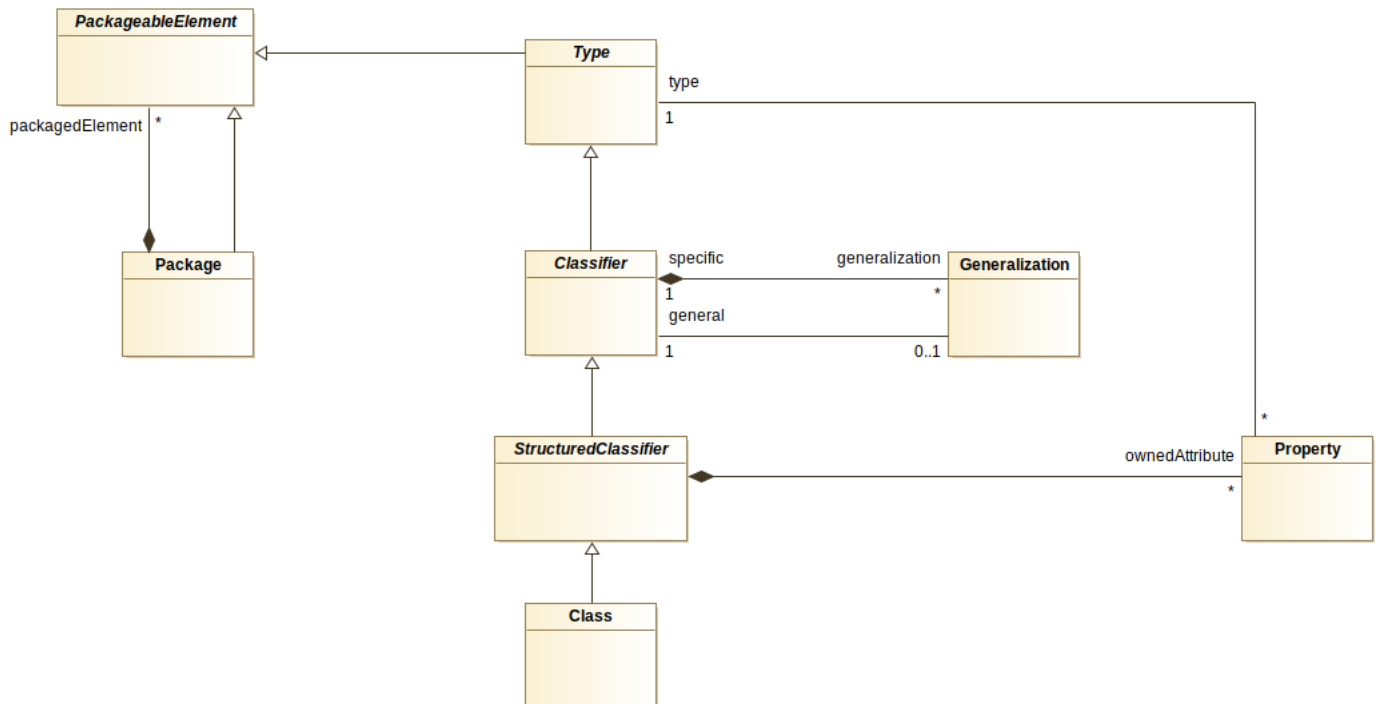 PackageableElement
Type
type
1
packagedElement
*
Package
Classifier
specific
generalization
1
*
general
1
0..1
Generalization
*
StructuredClassifier
ownedAttribute
*
Property
Class